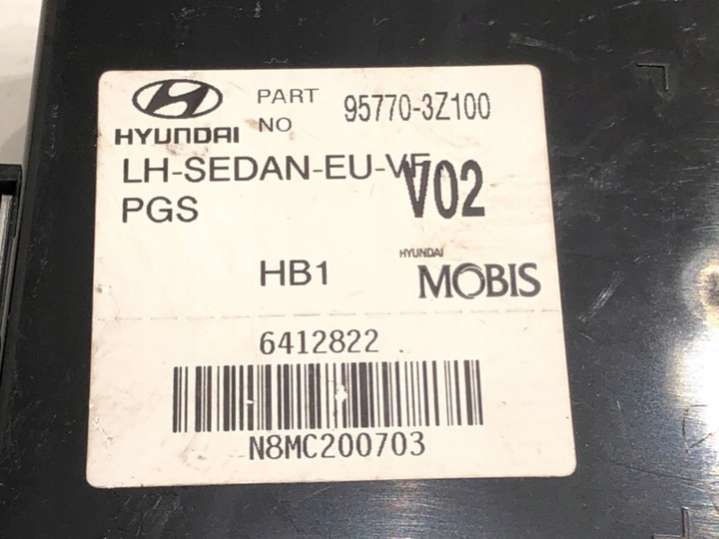 HYUNDAI
PART NO 95770-3Z100
LH-SEDAN-EU-VF
PGS V02
HB1
HYUNDAI MOBIS
6412822
N8MC200703